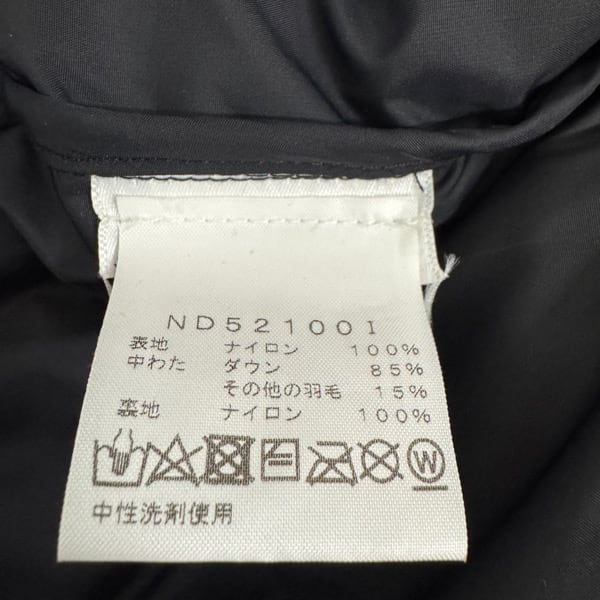 ND52100I
表地 ナイロン 100%
中わた ダウン 85%
その他の羽毛 15%
裏地 ナイロン 100%
W
中性洗剤使用